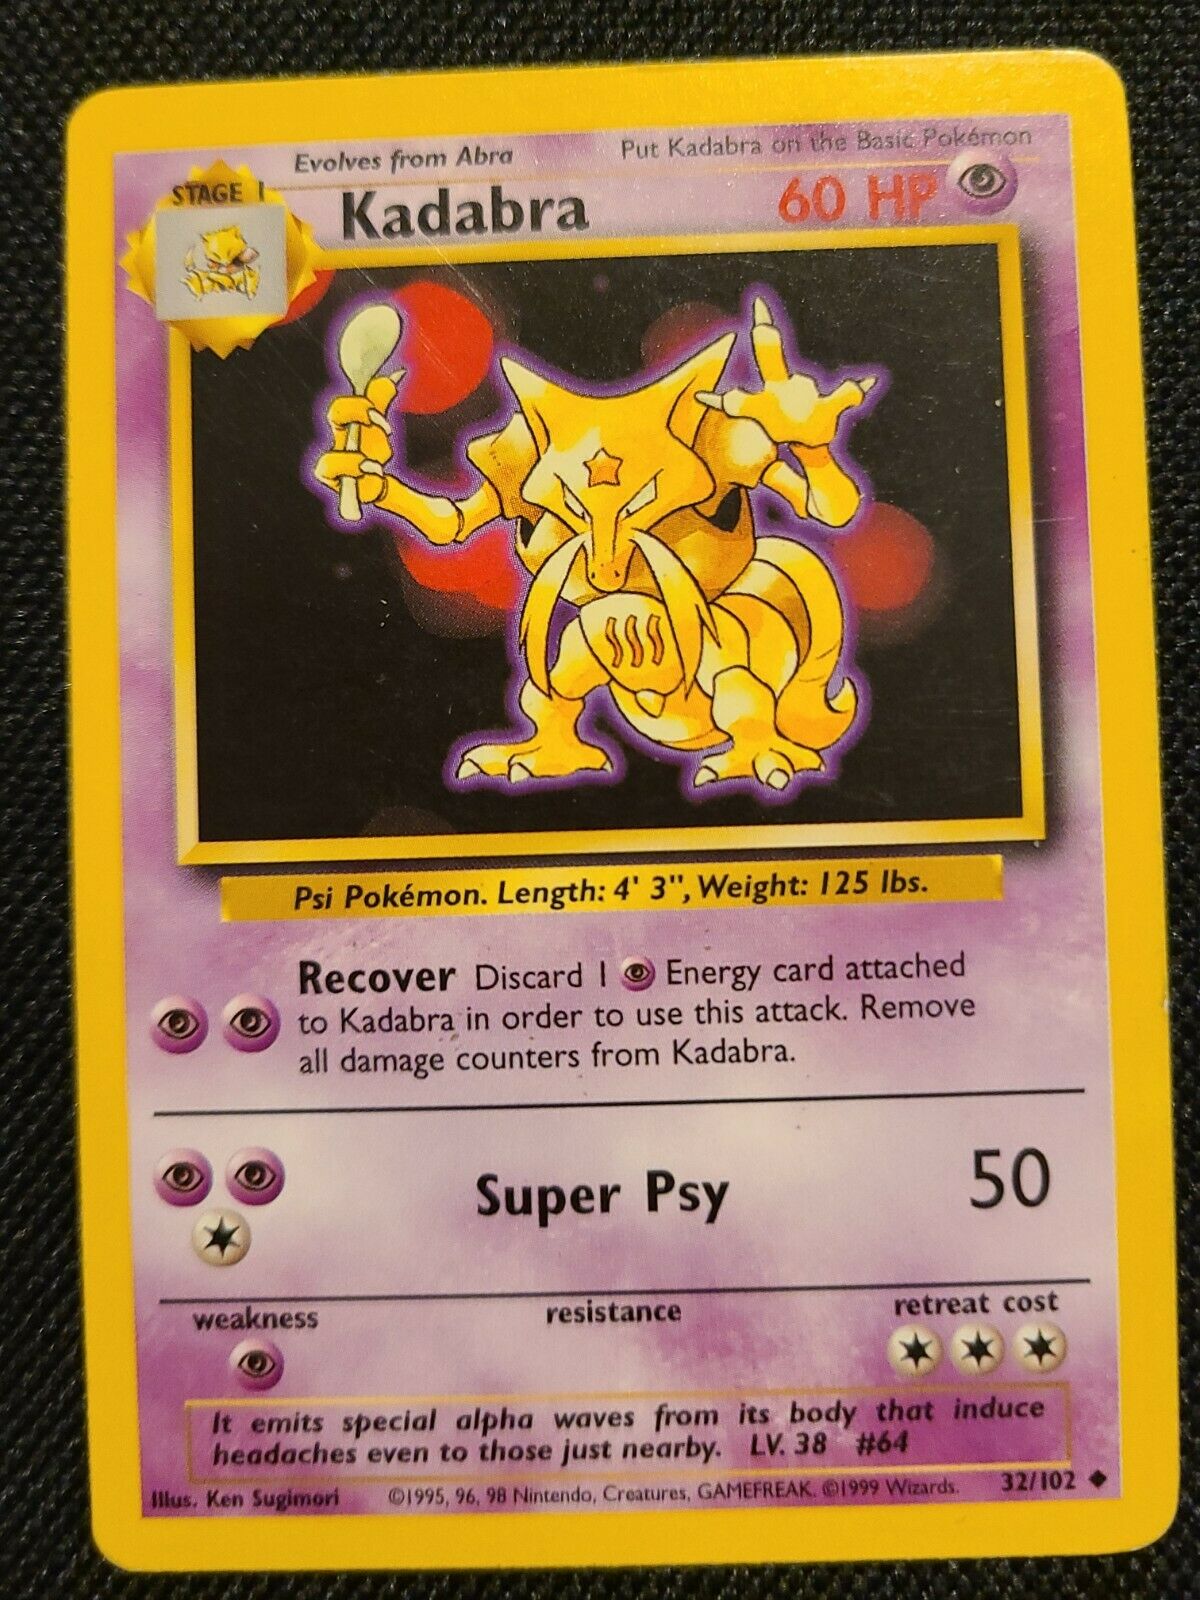 Evolves from Abra
Put Kadabra on the Basic Pokémon
STAGE 1
Kadabra
60 HP
Psi Pokémon. Length: 4' 3", Weight: 125 lbs.
Recover Discard 1 Energy card attached
to Kadabra in order to use this attack. Remove
all damage counters from Kadabra.
Super Psy
50
weakness
resistance
retreat cost
It emits special alpha waves from its body that induce
headaches even to those just nearby. LV. 38 #64
Illus. Ken Sugimori
©1995, 96, 98 Nintendo, Creatures, GAMEFREAK. ©1999 Wizards.
32/102